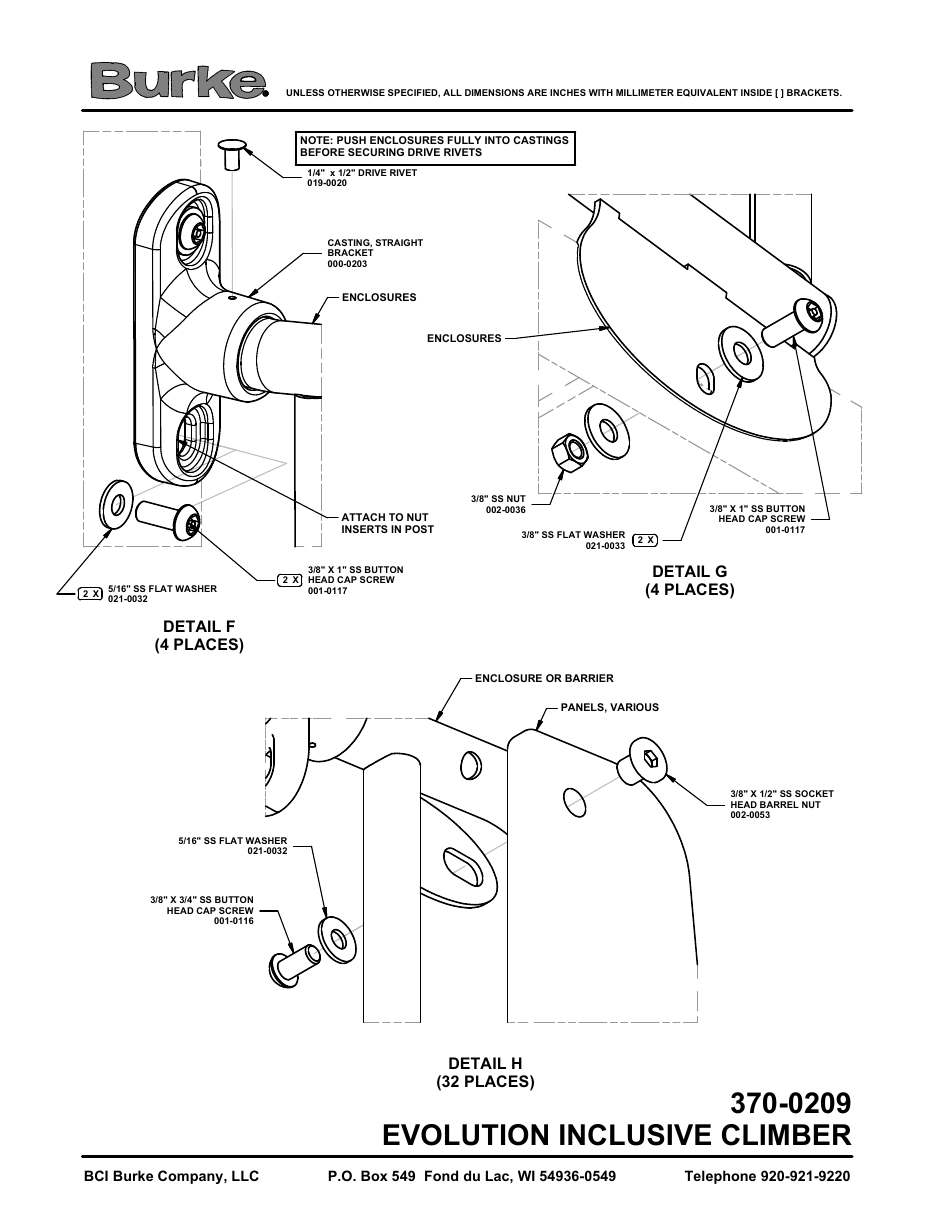 Burke
UNLESS OTHERWISE SPECIFIED, ALL DIMENSIONS ARE INCHES WITH MILLIMETER EQUIVALENT INSIDE [ ] BRACKETS.
NOTE: PUSH ENCLOSURES FULLY INTO CASTINGS
BEFORE SECURING DRIVE RIVETS
1/4" x 1/2" DRIVE RIVET
019-0020
CASTING, STRAIGHT
BRACKET
000-0203
ENCLOSURES
ATTACH TO NUT
INSERTS IN POST
2 X
3/8" X 1" SS BUTTON
HEAD CAP SCREW
001-0117
2 X
5/16" SS FLAT WASHER
021-0032
DETAIL F
(4 PLACES)
ENCLOSURES
3/8" SS NUT
002-0036
3/8" SS FLAT WASHER
021-0033
2 X
3/8" X 1" SS BUTTON
HEAD CAP SCREW
001-0117
DETAIL G
(4 PLACES)
ENCLOSURE OR BARRIER
PANELS, VARIOUS
3/8" X 1/2" SS SOCKET
HEAD BARREL NUT
002-0053
5/16" SS FLAT WASHER
021-0032
3/8" X 3/4" SS BUTTON
HEAD CAP SCREW
001-0116
DETAIL H
(32 PLACES)
370-0209
EVOLUTION INCLUSIVE CLIMBER
BCI Burke Company, LLC
P.O. Box 549 Fond du Lac, WI 54936-0549
Telephone 920-921-9220